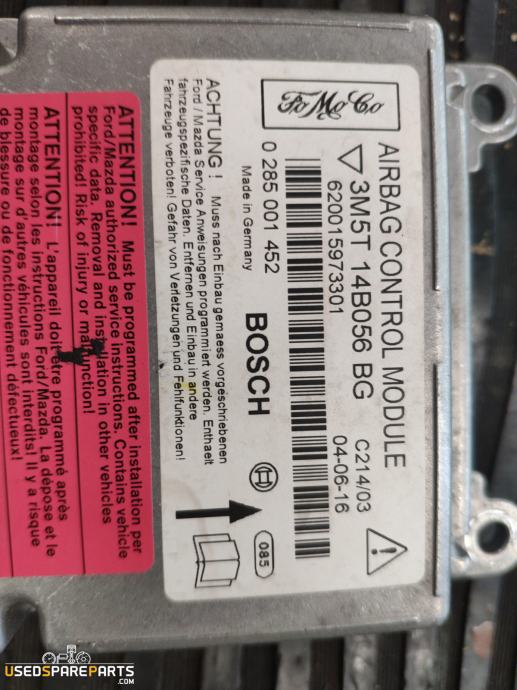 FoMoCo
AIRBAG CONTROL MODULE
3M5T 14B056 BG
C214/03
620015973301
04-06-16
0 285 001 452
Made in Germany
BOSCH
085
ACHTUNG ! Muss nach Einbau gemaess vorgeschriebenen
Ford / Mazda Service Anweisungen programmiert werden. Enthaelt
fahrzeugspezifische Daten. Entfernen und Einbau in andere
Fahrzeuge verboten! Gefahr von Verletzungen und Fehlfunktionen!
ATTENTION! Must be programmed after installation per
Ford/Mazda authorized service instructions. Contains vehicle
specific data. Removal and installation in other vehicles
prohibited! Risk of injury or malfunction!
ATTENTION! L'appareil doit être programmé après
montage selon les instructions Ford/Mazda. La dépose et le
montage sur d'autres véhicules sont interdits! Il y a risque
de blessure ou de fonctionnement défectueux!
USEDSPAREPARTS
.COM